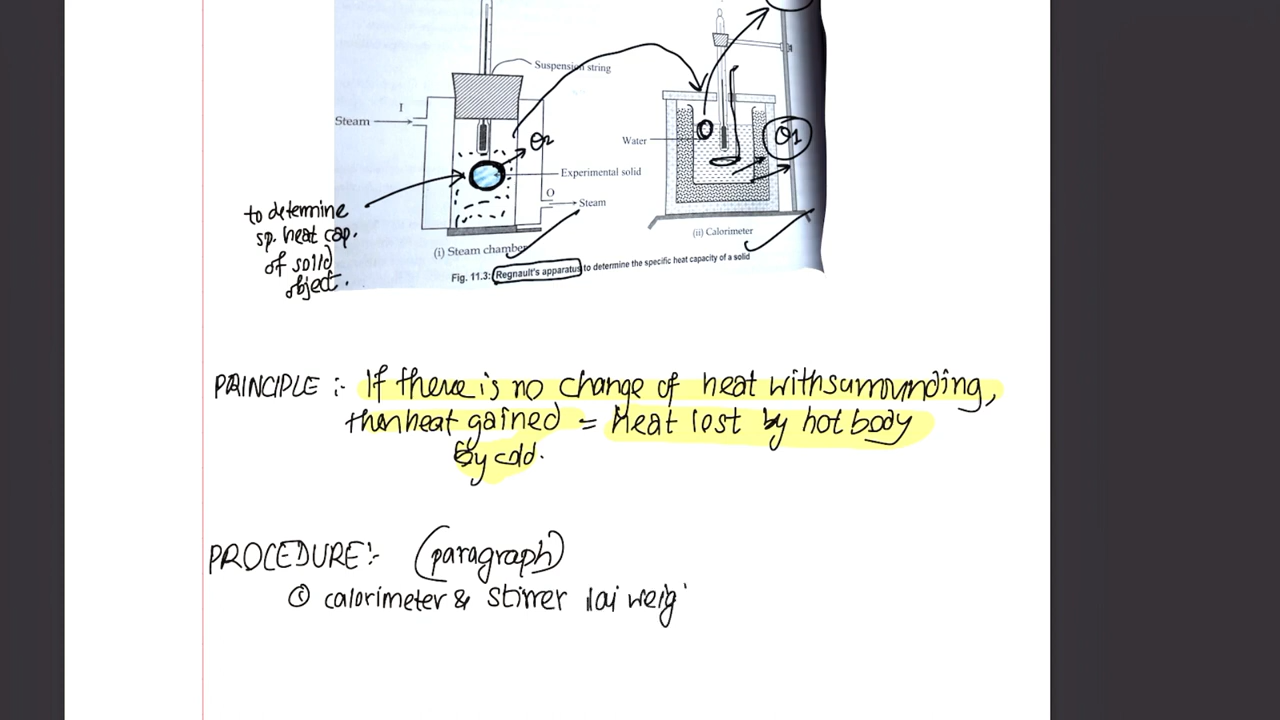 Suspension string
I
Steam
Water
θ2
θ1
Experimental solid
O
Steam
to determine
sp. heat cap.
of solid
object.
(i) Steam chamber
(ii) Calorimeter
Fig. 11.3: Regnault's apparatus to determine the specific heat capacity of a solid
PRINCIPLE :- If there is no change of heat with surrounding,
then heat gained = Heat lost by hot body
by cold.
PROCEDURE :- (paragraph)
① calorimeter & stirrer lai weig